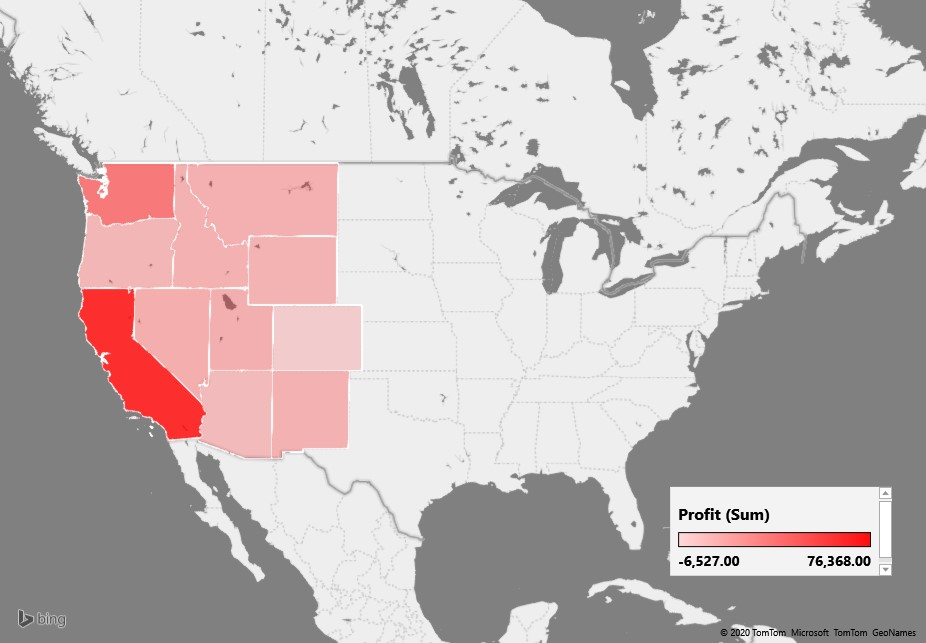 Profit (Sum)
-6,527.00 76,368.00
bing
© 2020 TomTom Microsoft TomTom GeoNames